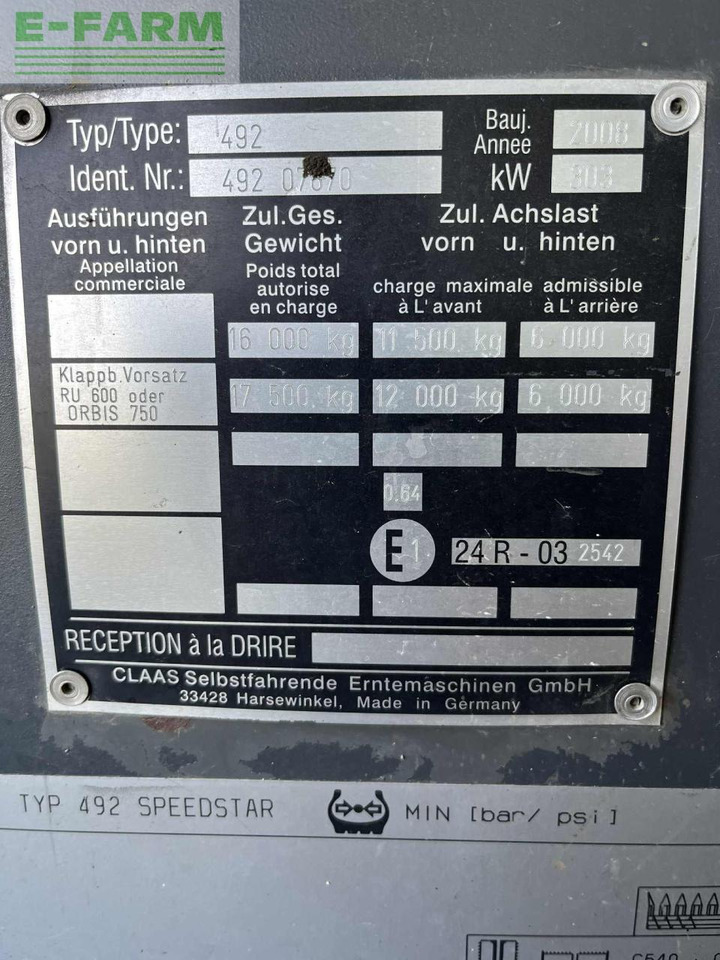 E-FARM
Typ/Type: 492
Bauj. Annee 2008
Ident. Nr.: 492
kW 303
Ausführungen vorn u. hinten
Appellation commerciale
Zul.Ges. Gewicht
Poids total autorise en charge
Zul. Achslast vorn u. hinten
charge maximale admissible
à L' avant à L' arrière
16 000 kg 11 500 kg 6 000 kg
Klappb.Vorsatz
RU 600 oder
ORBIS 750
17 500 kg 12 000 kg 6 000 kg
0.64
E 1 24 R - 03 2542
RECEPTION à la DRIRE
CLAAS Selbstfahrende Erntemaschinen GmbH
33428 Harsewinkel, Made in Germany
TYP 492 SPEEDSTAR MIN [bar/ psi]